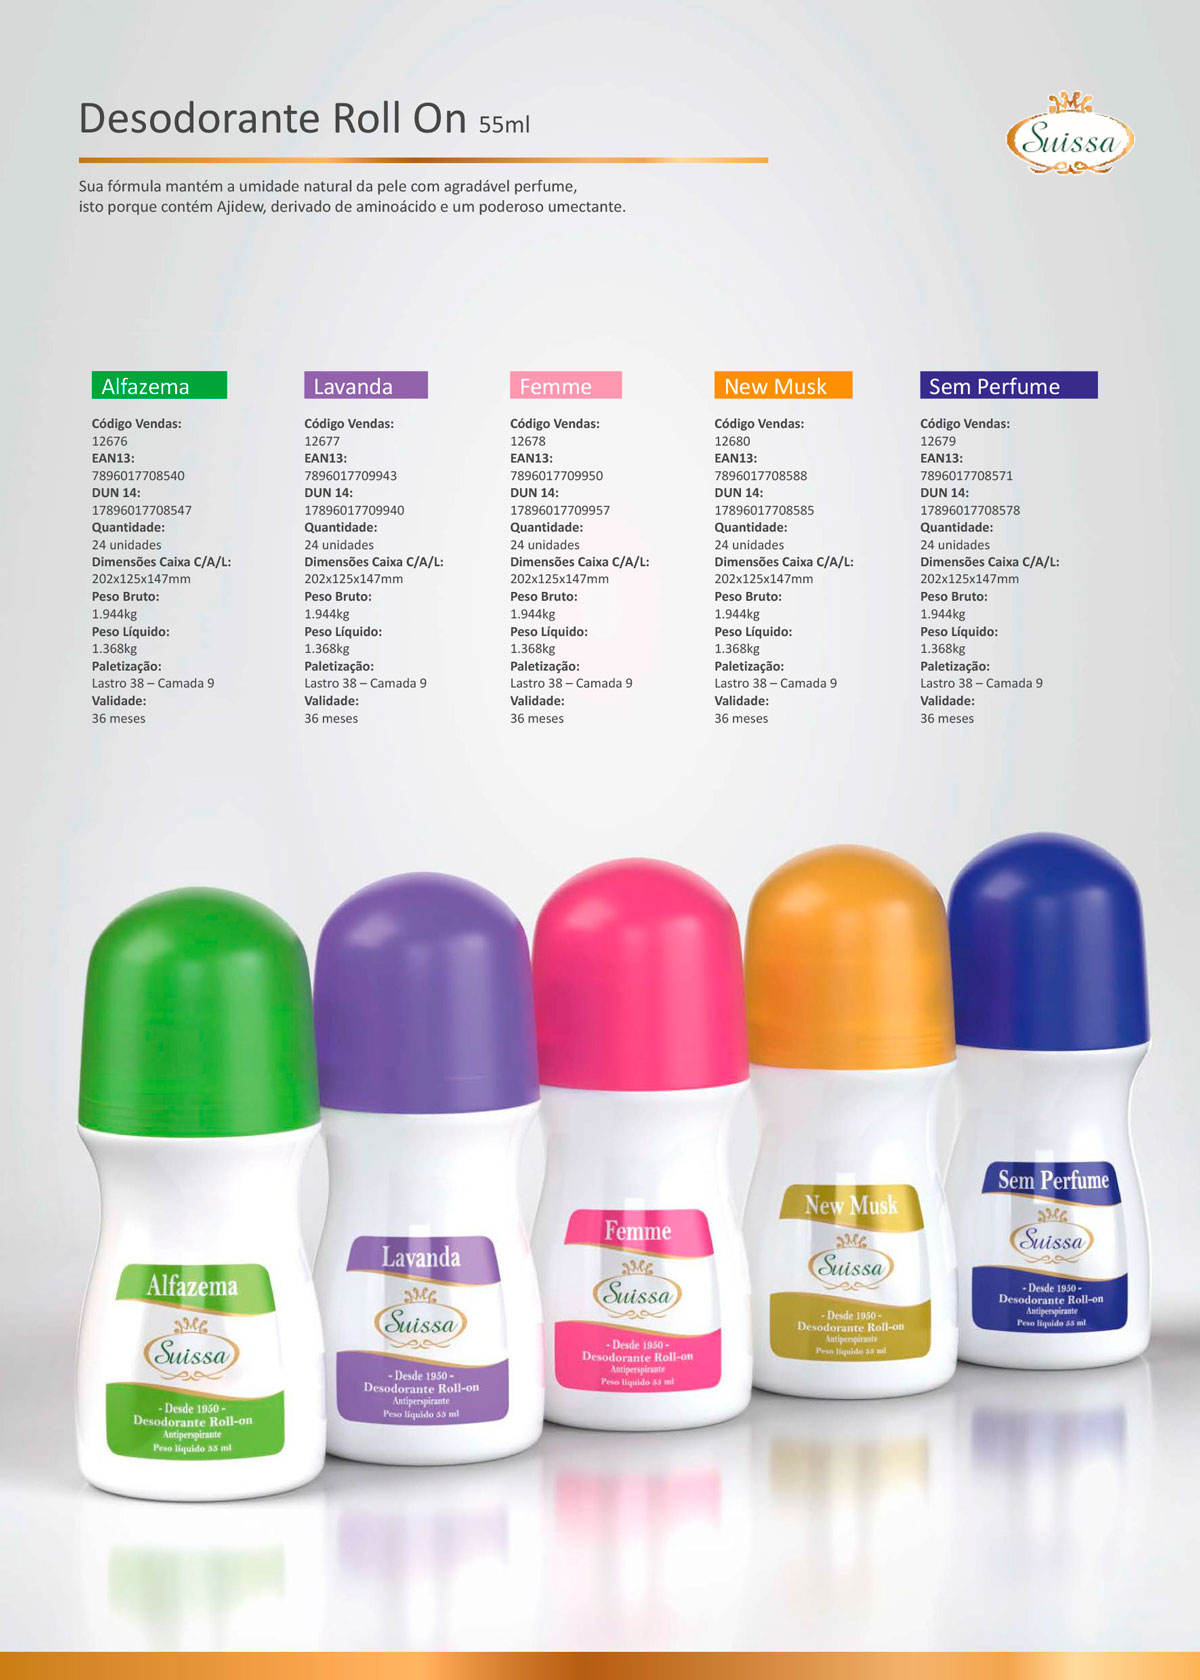 Desodorante Roll On 55ml
Suissa
Sua fórmula mantém a umidade natural da pele com agradável perfume,
isto porque contém Ajidew, derivado de aminoácido e um poderoso umectante.
Alfazema
Código Vendas:
12676
EAN13:
7896017708540
DUN 14:
17896017708547
Quantidade:
24 unidades
Dimensões Caixa C/A/L:
202x125x147mm
Peso Bruto:
1.944kg
Peso Líquido:
1.368kg
Paletização:
Lastro 38 – Camada 9
Validade:
36 meses
Lavanda
Código Vendas:
12677
EAN13:
7896017709943
DUN 14:
17896017709940
Quantidade:
24 unidades
Dimensões Caixa C/A/L:
202x125x147mm
Peso Bruto:
1.944kg
Peso Líquido:
1.368kg
Paletização:
Lastro 38 – Camada 9
Validade:
36 meses
Femme
Código Vendas:
12678
EAN13:
7896017709950
DUN 14:
17896017709957
Quantidade:
24 unidades
Dimensões Caixa C/A/L:
202x125x147mm
Peso Bruto:
1.944kg
Peso Líquido:
1.368kg
Paletização:
Lastro 38 – Camada 9
Validade:
36 meses
New Musk
Código Vendas:
12680
EAN13:
7896017708588
DUN 14:
17896017708585
Quantidade:
24 unidades
Dimensões Caixa C/A/L:
202x125x147mm
Peso Bruto:
1.944kg
Peso Líquido:
1.368kg
Paletização:
Lastro 38 – Camada 9
Validade:
36 meses
Sem Perfume
Código Vendas:
12679
EAN13:
7896017708571
DUN 14:
17896017708578
Quantidade:
24 unidades
Dimensões Caixa C/A/L:
202x125x147mm
Peso Bruto:
1.944kg
Peso Líquido:
1.368kg
Paletização:
Lastro 38 – Camada 9
Validade:
36 meses
Alfazema
Suissa
- Desde 1950 -
Desodorante Roll-on
Antiperspirante
Peso líquido 55 ml
Lavanda
Suissa
- Desde 1950 -
Desodorante Roll-on
Antiperspirante
Peso líquido 55 ml
Femme
Suissa
- Desde 1950 -
Desodorante Roll-on
Antiperspirante
Peso líquido 55 ml
New Musk
Suissa
- Desde 1950 -
Desodorante Roll-on
Antiperspirante
Peso líquido 55 ml
Sem Perfume
Suissa
- Desde 1950 -
Desodorante Roll-on
Antiperspirante
Peso líquido 55 ml